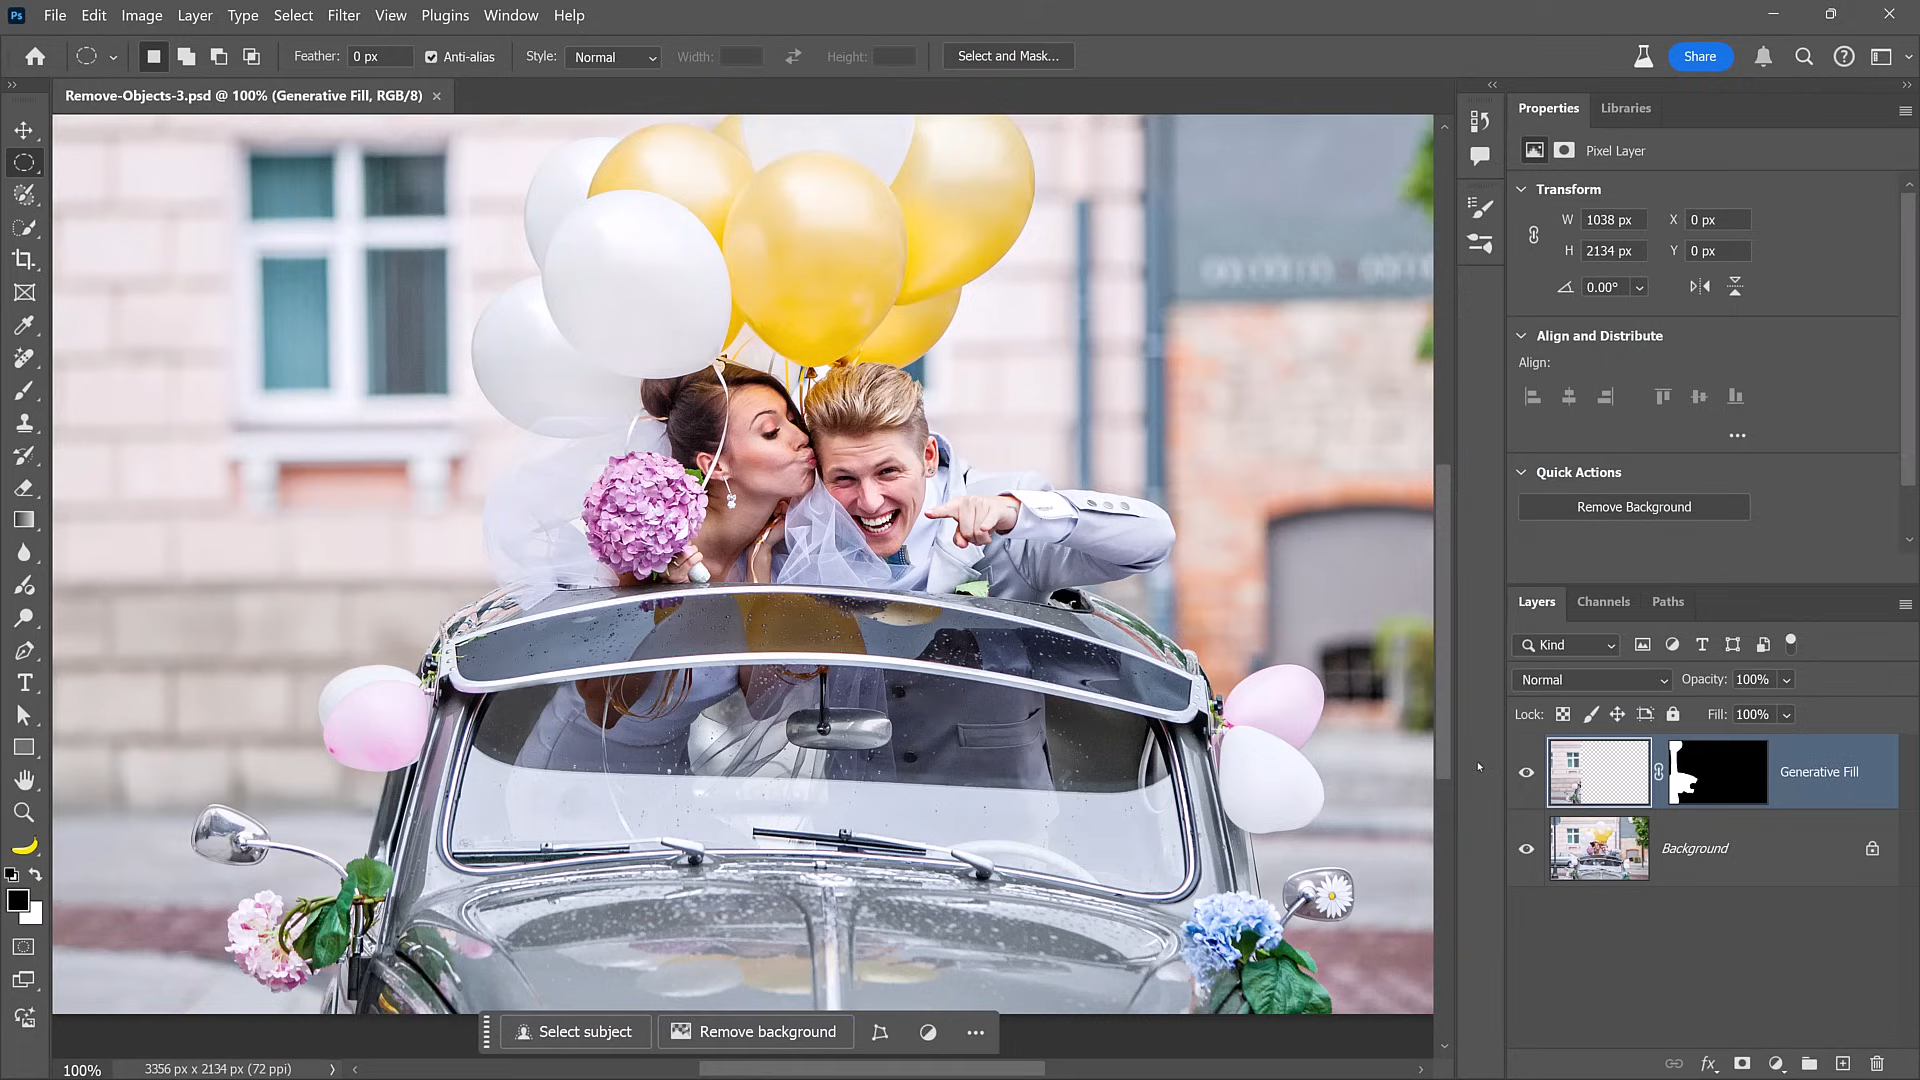 Ps File Edit Image Layer Type Select Filter View Plugins Window Help
Feather: 0 px Anti-alias Style: Normal Width: Height: Select and Mask... Share
Remove-Objects-3.psd @ 100% (Generative Fill, RGB/8)
Properties Libraries
Pixel Layer
Transform
W 1038 px X 0 px
H 2134 px Y 0 px
0.00°
Align and Distribute
Align:
Quick Actions
Remove Background
Layers Channels Paths
Kind
Normal Opacity: 100%
Lock: Fill: 100%
Generative Fill
Background
Select subject Remove background
100% 3356 px x 2134 px (72 ppi)